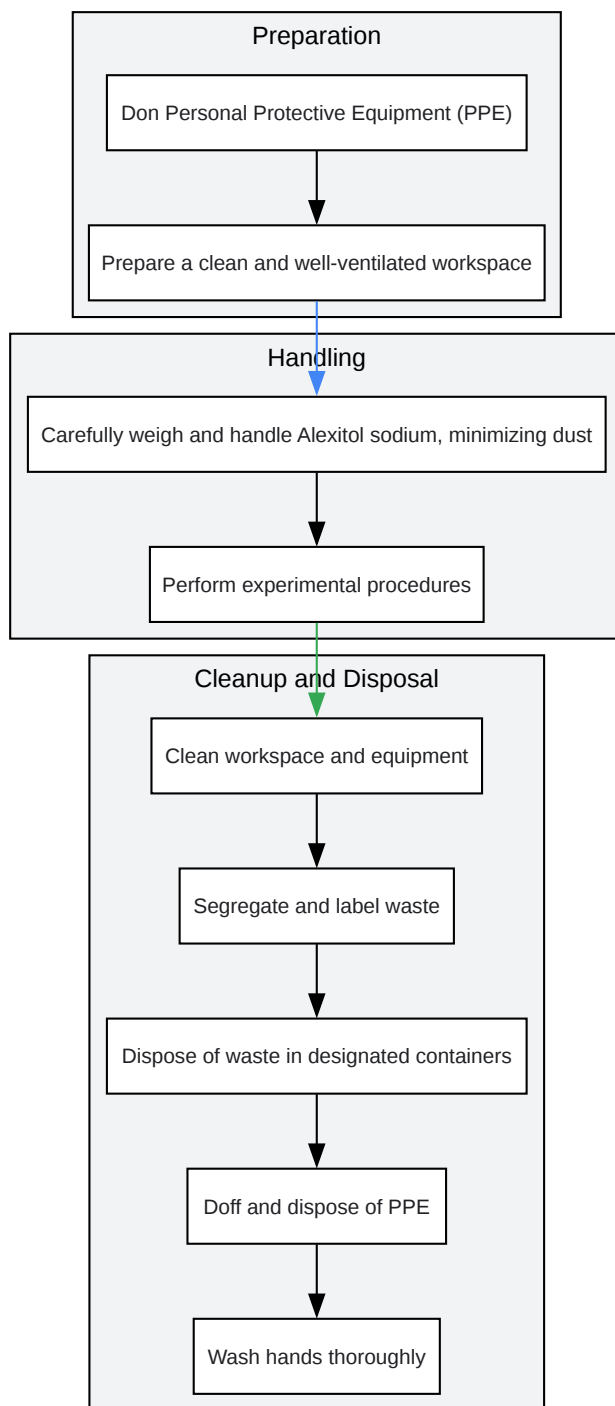 Preparation
Don Personal Protective Equipment (PPE)
Prepare a clean and well-ventilated workspace
Handling
Carefully weigh and handle Alexitol sodium, minimizing dust
Perform experimental procedures
Cleanup and Disposal
Clean workspace and equipment
Segregate and label waste
Dispose of waste in designated containers
Doff and dispose of PPE
Wash hands thoroughly